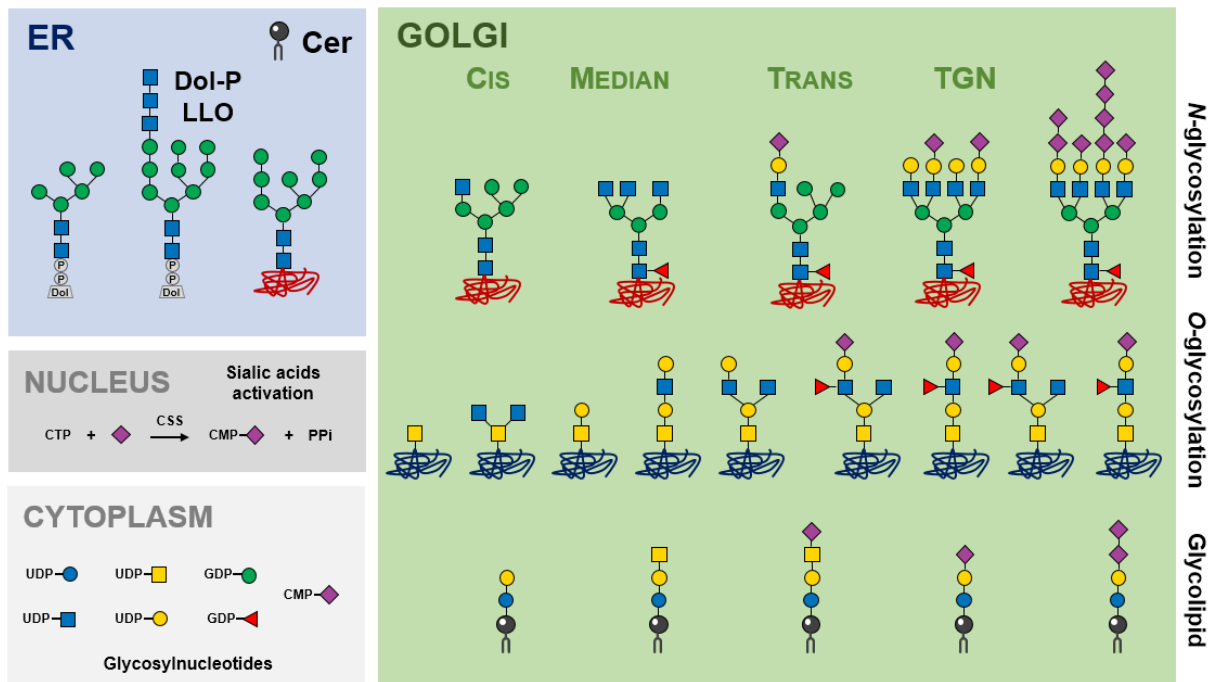 ER
Cer
Dol-P
LLO
P
P
Dol
P
P
Dol
NUCLEUS
Sialic acids
activation
CTP + CSS CMP + PPi
CYTOPLASM
UDP UDP GDP
CMP
UDP UDP GDP
Glycosylnucleotides
GOLGI
CIS MEDIAN TRANS TGN
N-glycosylation
O-glycosylation
Glycolipid